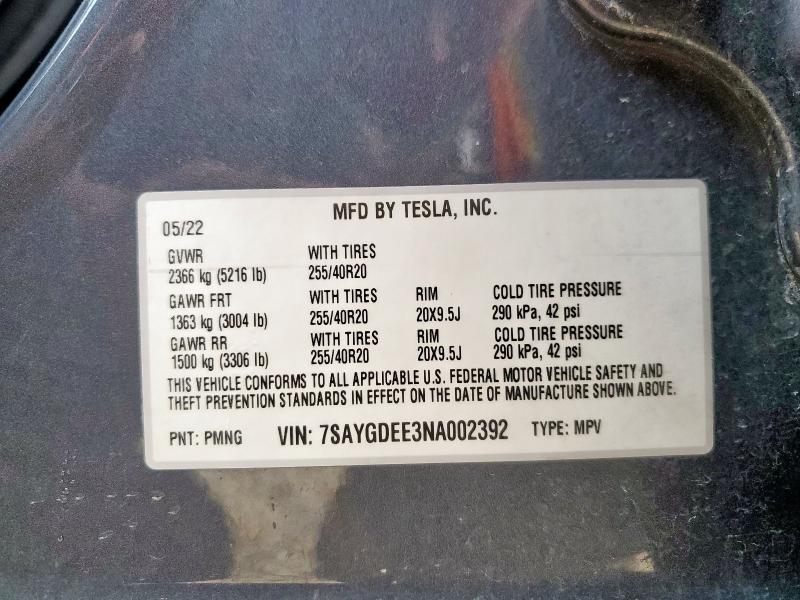 MFD BY TESLA, INC.
05/22
GVWR WITH TIRES
2366 kg (5216 lb) 255/40R20
GAWR FRT WITH TIRES RIM COLD TIRE PRESSURE
1363 kg (3004 lb) 255/40R20 20X9.5J 290 kPa, 42 psi
GAWR RR WITH TIRES RIM COLD TIRE PRESSURE
1500 kg (3306 lb) 255/40R20 20X9.5J 290 kPa, 42 psi
THIS VEHICLE CONFORMS TO ALL APPLICABLE U.S. FEDERAL MOTOR VEHICLE SAFETY AND
THEFT PREVENTION STANDARDS IN EFFECT ON THE DATE OF MANUFACTURE SHOWN ABOVE.
PNT: PMNG VIN: 7SAYGDEE3NA002392 TYPE: MPV